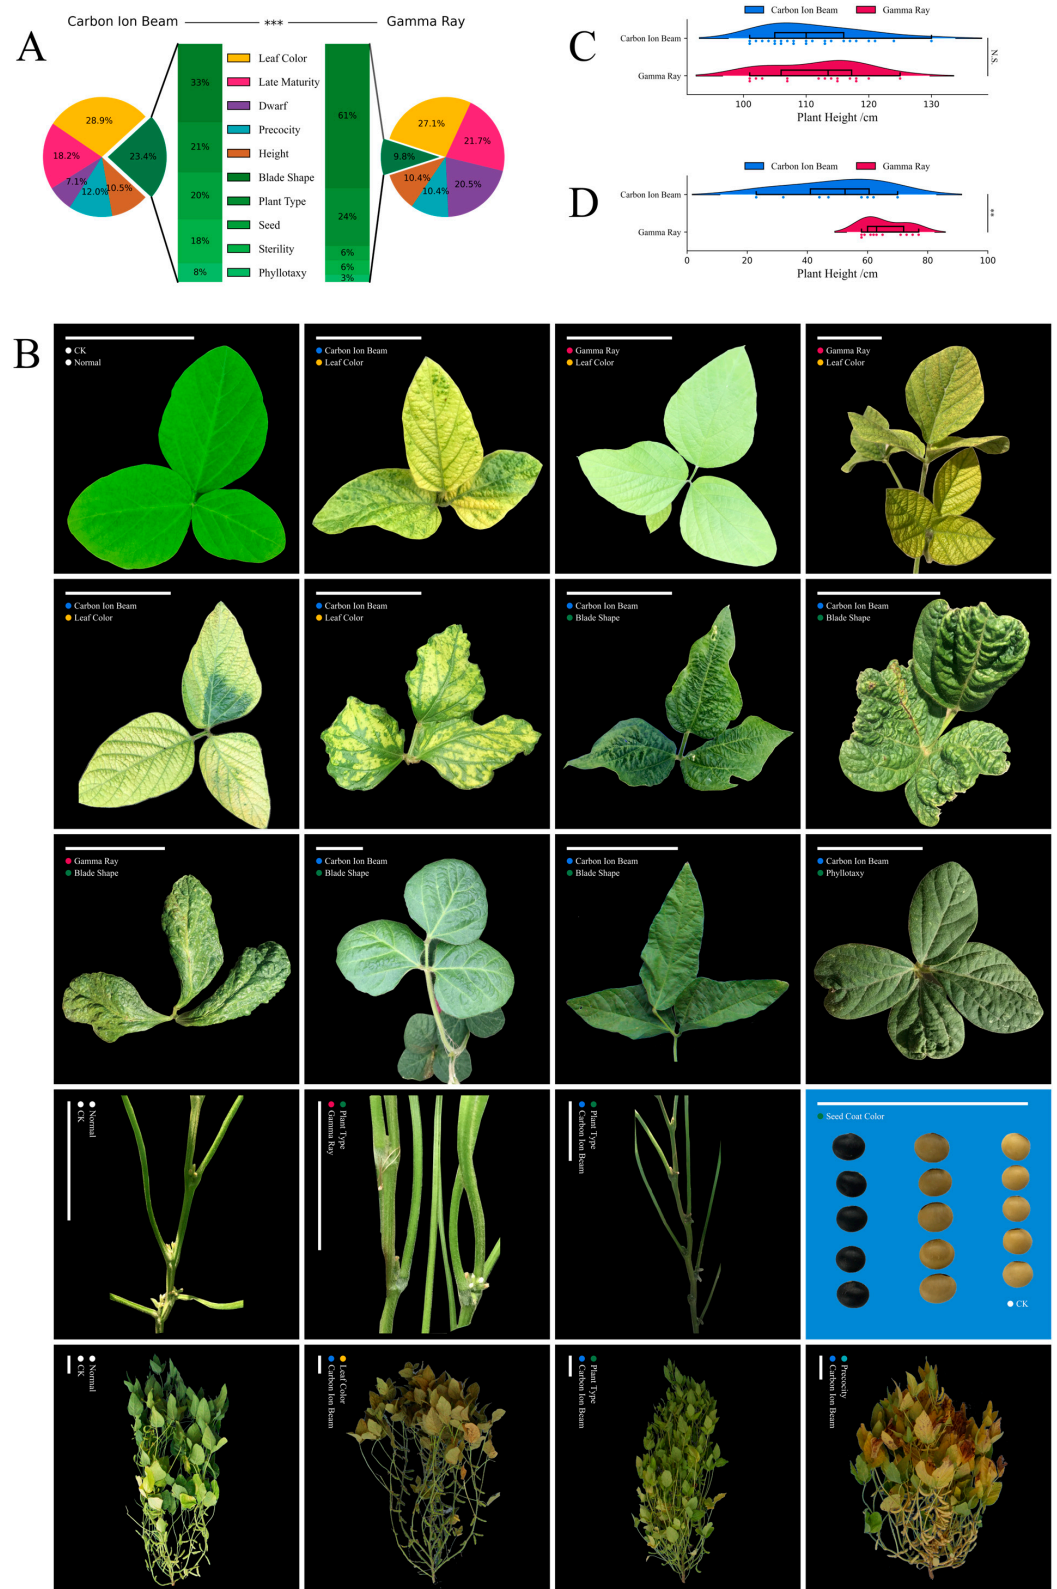 A
Carbon Ion Beam
***
Gamma Ray
Leaf Color
Late Maturity
Dwarf
Precocity
Height
Blade Shape
Plant Type
Seed
Sterility
Phyllotaxy
28.9%
18.2%
7.1%
12.0%
10.5%
23.4%
33%
21%
20%
18%
8%
61%
24%
6%
6%
3%
27.1%
21.7%
20.5%
10.4%
10.4%
9.8%
C
Carbon Ion Beam
Gamma Ray
Carbon Ion Beam
Gamma Ray
N.S.
100
110
120
130
Plant Height /cm
D
Carbon Ion Beam
Gamma Ray
Carbon Ion Beam
Gamma Ray
**
0
20
40
60
80
100
Plant Height /cm
B
CK
Normal
Carbon Ion Beam
Leaf Color
Gamma Ray
Leaf Color
Gamma Ray
Leaf Color
Carbon Ion Beam
Leaf Color
Carbon Ion Beam
Leaf Color
Carbon Ion Beam
Blade Shape
Carbon Ion Beam
Blade Shape
Gamma Ray
Blade Shape
Carbon Ion Beam
Blade Shape
Carbon Ion Beam
Blade Shape
Carbon Ion Beam
Phyllotaxy
Normal
CK
Plant Type
Gamma Ray
Plant Type
Carbon Ion Beam
Seed Coat Color
CK
Normal
CK
Leaf Color
Carbon Ion Beam
Plant Type
Carbon Ion Beam
Precocity
Carbon Ion Beam